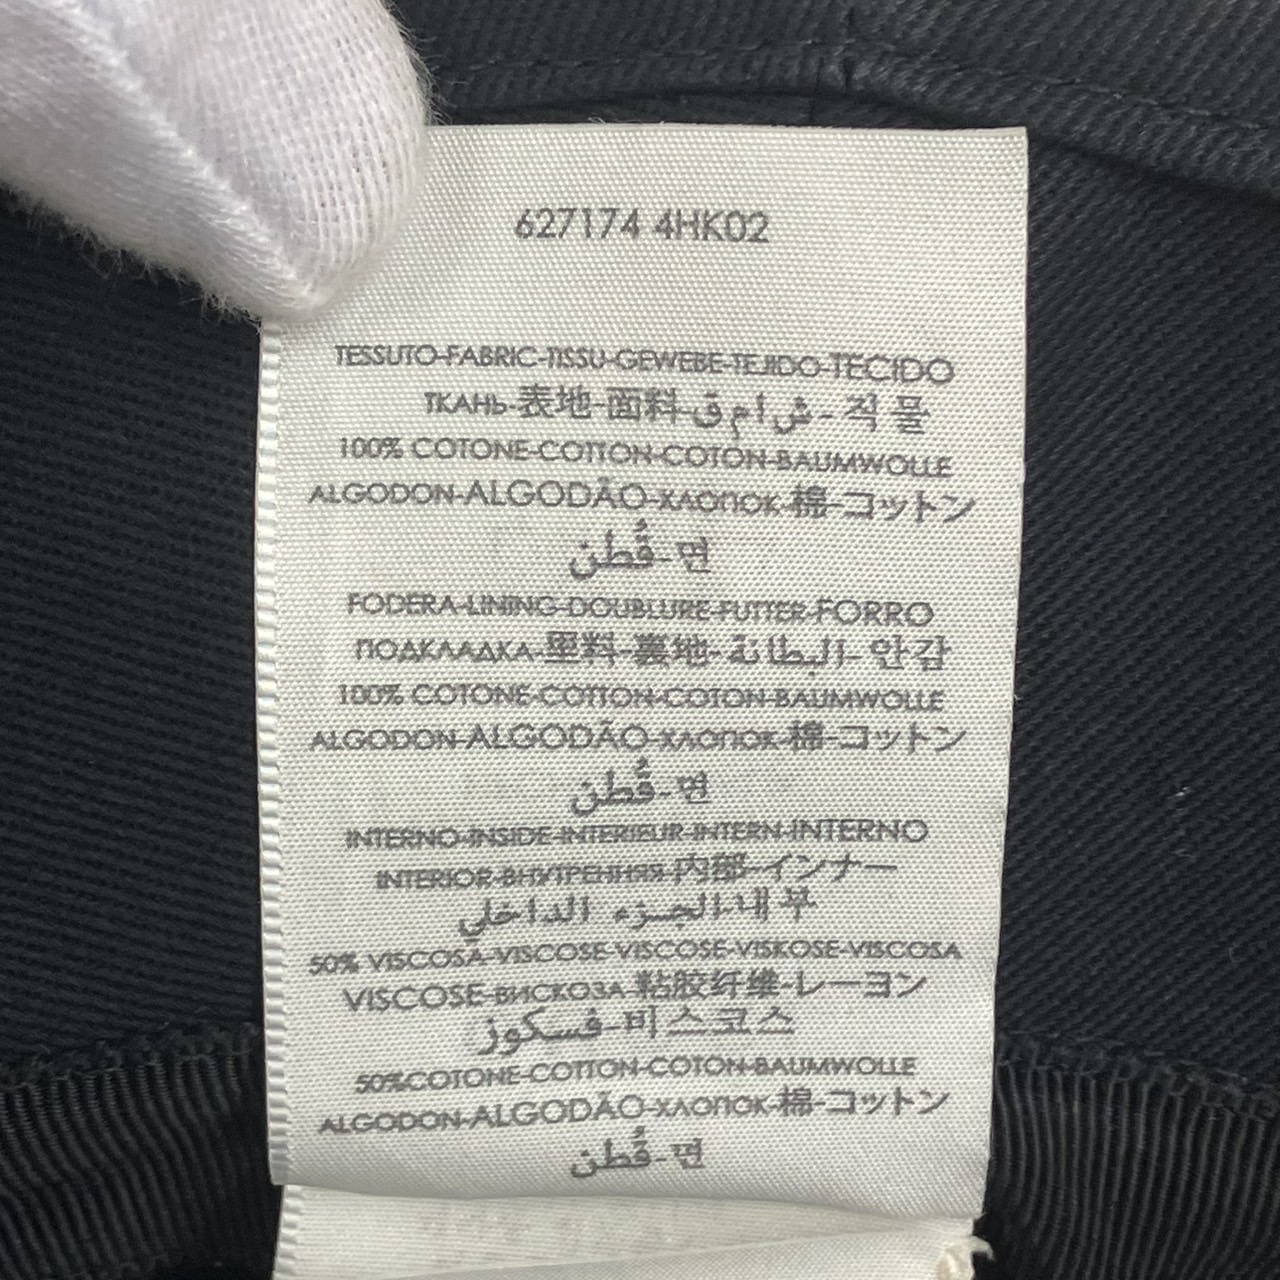 627174 4HK02
TESSUTO-FABRIC-TISSU-GEWEBE-TEJIDO-TECIDO
ТКАНЬ-表地-面料-ق م ا ش-직 물
100% COTONE-COTTON-COTON-BAUMWOLLE
ALGODON-ALGODÃO-ХЛОПОК-棉-コットン
قُطن-면
FODERA-LINING-DOUBLURE-FUTTER-FORRO
ПОДКЛАДКА-里料-裏地-البطانة-안감
100% COTONE-COTTON-COTON-BAUMWOLLE
ALGODON-ALGODÃO-ХЛОПОК-棉-コットン
قُطن-면
INTERNO-INSIDE-INTERIEUR-INTERN-INTERNO
INTERIOR-ВНУТРЕННЯЯ-内部-インナー
الجزء الداخلي-내부
50% VISCOSA-VISCOSE-VISCOSE-VISKOSE-VISCOSA
VISCOSE-ВИСКОЗА-粘胶纤维-レーヨン
فسكوز-비스코스
50%COTONE-COTTON-COTON-BAUMWOLLE
ALGODON-ALGODÃO-ХЛОПОК-棉-コットン
قُطن-면